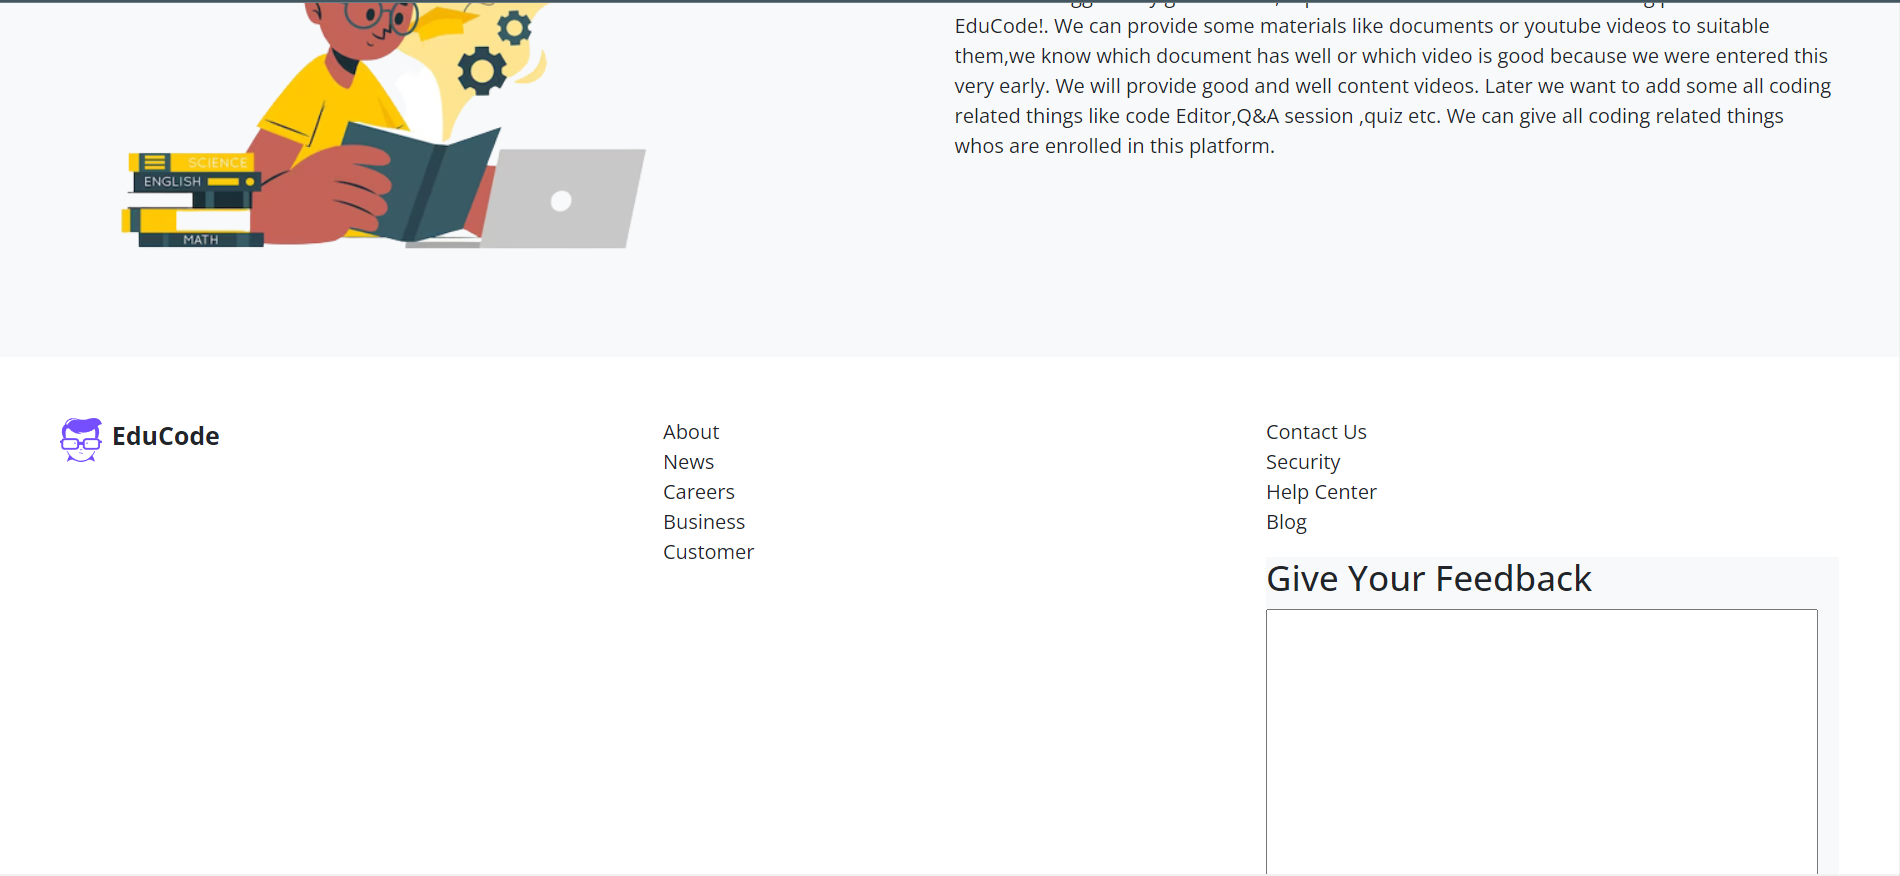 EduCode!. We can provide some materials like documents or youtube videos to suitable
them,we know which document has well or which video is good because we were entered this
very early. We will provide good and well content videos. Later we want to add some all coding
related things like code Editor,Q&A session ,quiz etc. We can give all coding related things
whos are enrolled in this platform.
SCIENCE
ENGLISH
MATH
EduCode
About
News
Careers
Business
Customer
Contact Us
Security
Help Center
Blog
Give Your Feedback